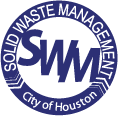 SOLID WASTE MANAGEMENT
SWM
City of Houston